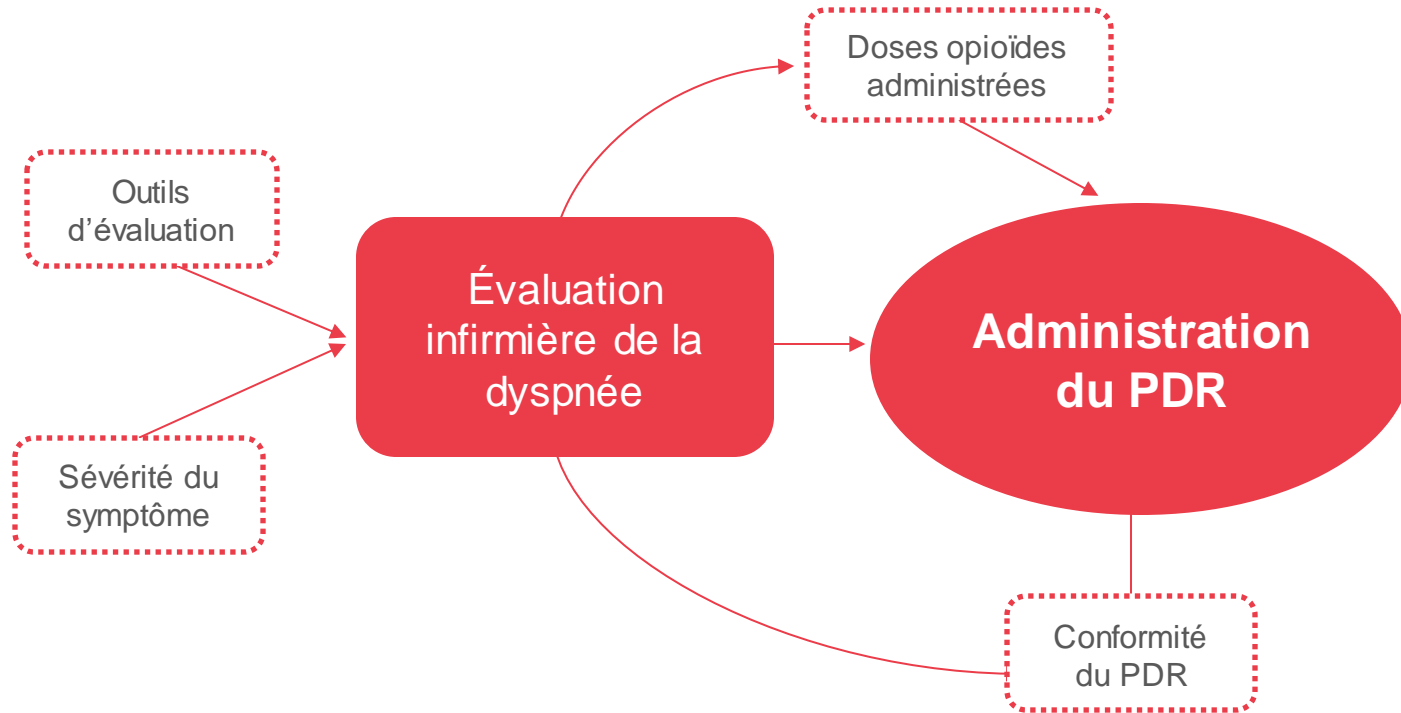 Doses opioïdes
administrées
Outils
d’évaluation
Évaluation
infirmière de la
dyspnée
Administration
du PDR
Sévérité du
symptôme
Conformité
du PDR